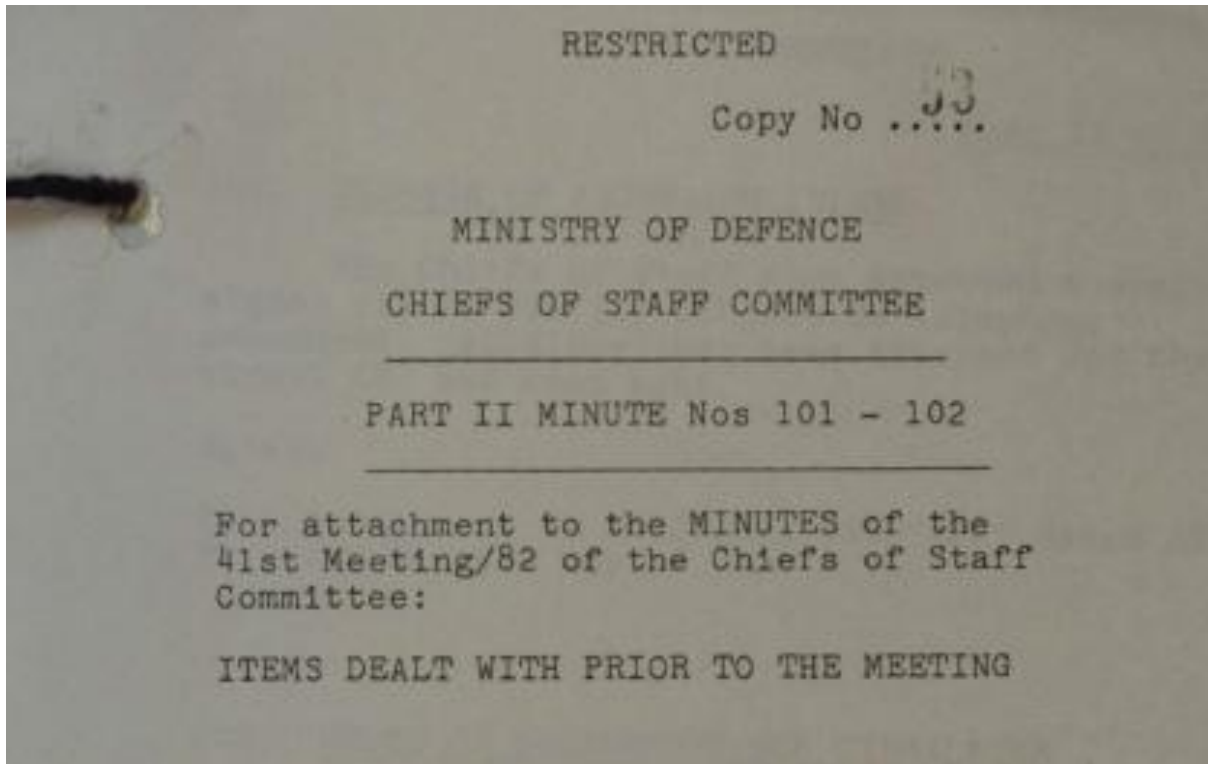 RESTRICTED
Copy No .....
MINISTRY OF DEFENCE
CHIEFS OF STAFF COMMITTEE
PART II MINUTE Nos 101 - 102
For attachment to the MINUTES of the
41st Meeting/82 of the Chiefs of Staff
Committee:
ITEMS DEALT WITH PRIOR TO THE MEETING